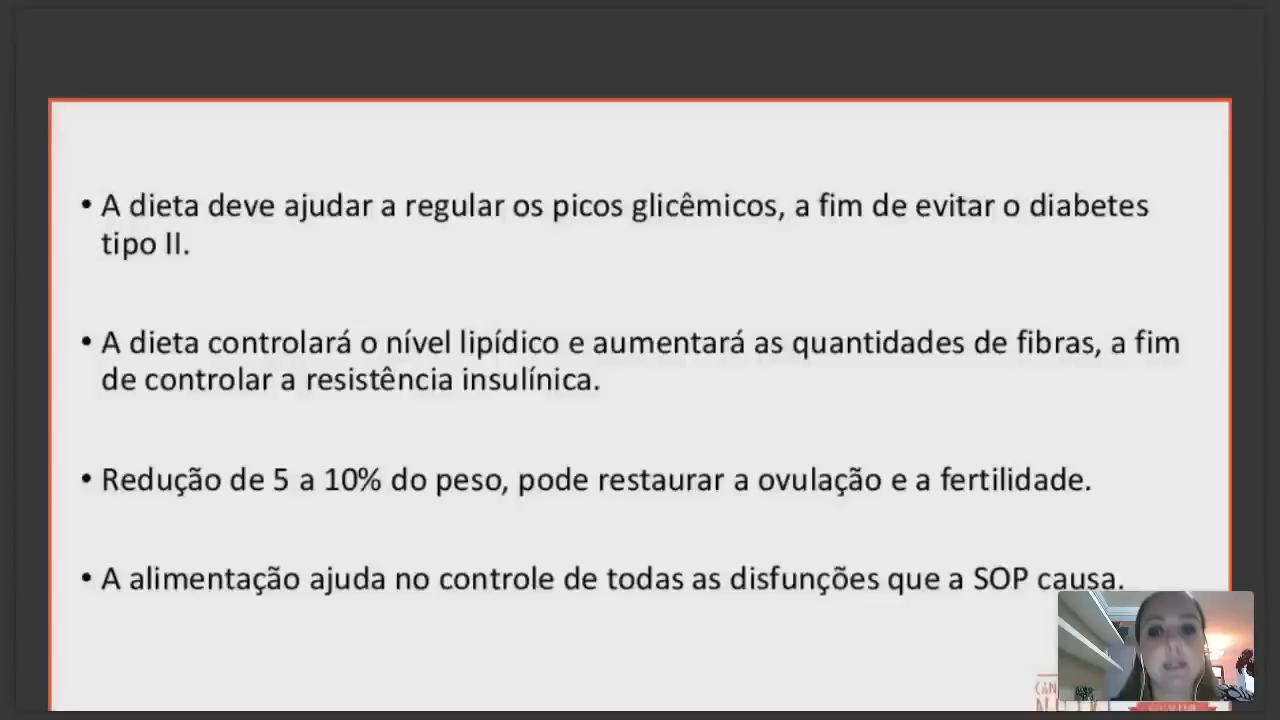 • A dieta deve ajudar a regular os picos glicêmicos, a fim de evitar o diabetes
tipo II.
• A dieta controlará o nível lipídico e aumentará as quantidades de fibras, a fim
de controlar a resistência insulínica.
• Redução de 5 a 10% do peso, pode restaurar a ovulação e a fertilidade.
• A alimentação ajuda no controle de todas as disfunções que a SOP causa.